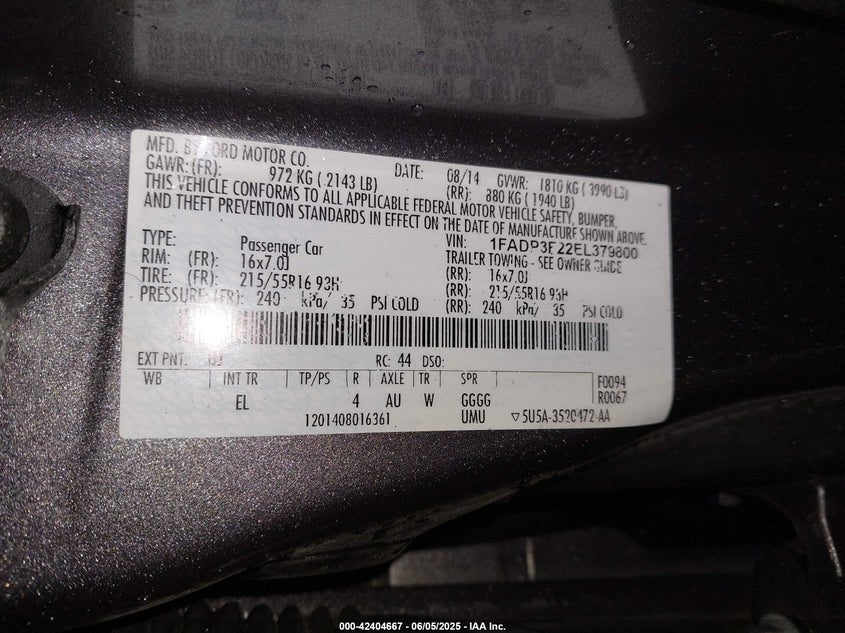 MFD. BY FORD MOTOR CO. DATE: 08/14 GVWR: 1810 KG ( 3990 LB)
GAWR: (FR): 972 KG ( 2143 LB) (RR): 880 KG ( 1940 LB)
THIS VEHICLE CONFORMS TO ALL APPLICABLE FEDERAL MOTOR VEHICLE SAFETY, BUMPER,
AND THEFT PREVENTION STANDARDS IN EFFECT ON THE DATE OF MANUFACTURE SHOWN ABOVE.
VIN: 1FADP3F22EL379800
TYPE: Passenger Car TRAILER TOWING - SEE OWNER GUIDE
RIM: (FR): 16x7.0J (RR): 16x7.0J
TIRE: (FR): 215/55R16 93H (RR): 215/55R16 93H
PRESSURE: (FR): 240 kPa/ 35 PSI COLD (RR): 240 kPa/ 35 PSI COLD
EXT PNT: RC: 44 DSO:
WB INT TR TP/PS R AXLE TR SPR F0094
EL 4 AU W GGGG R0067
1201408016361 UMU ▽5U5A-3520472-AA
000-42404667 - 06/05/2025 - IAA Inc.